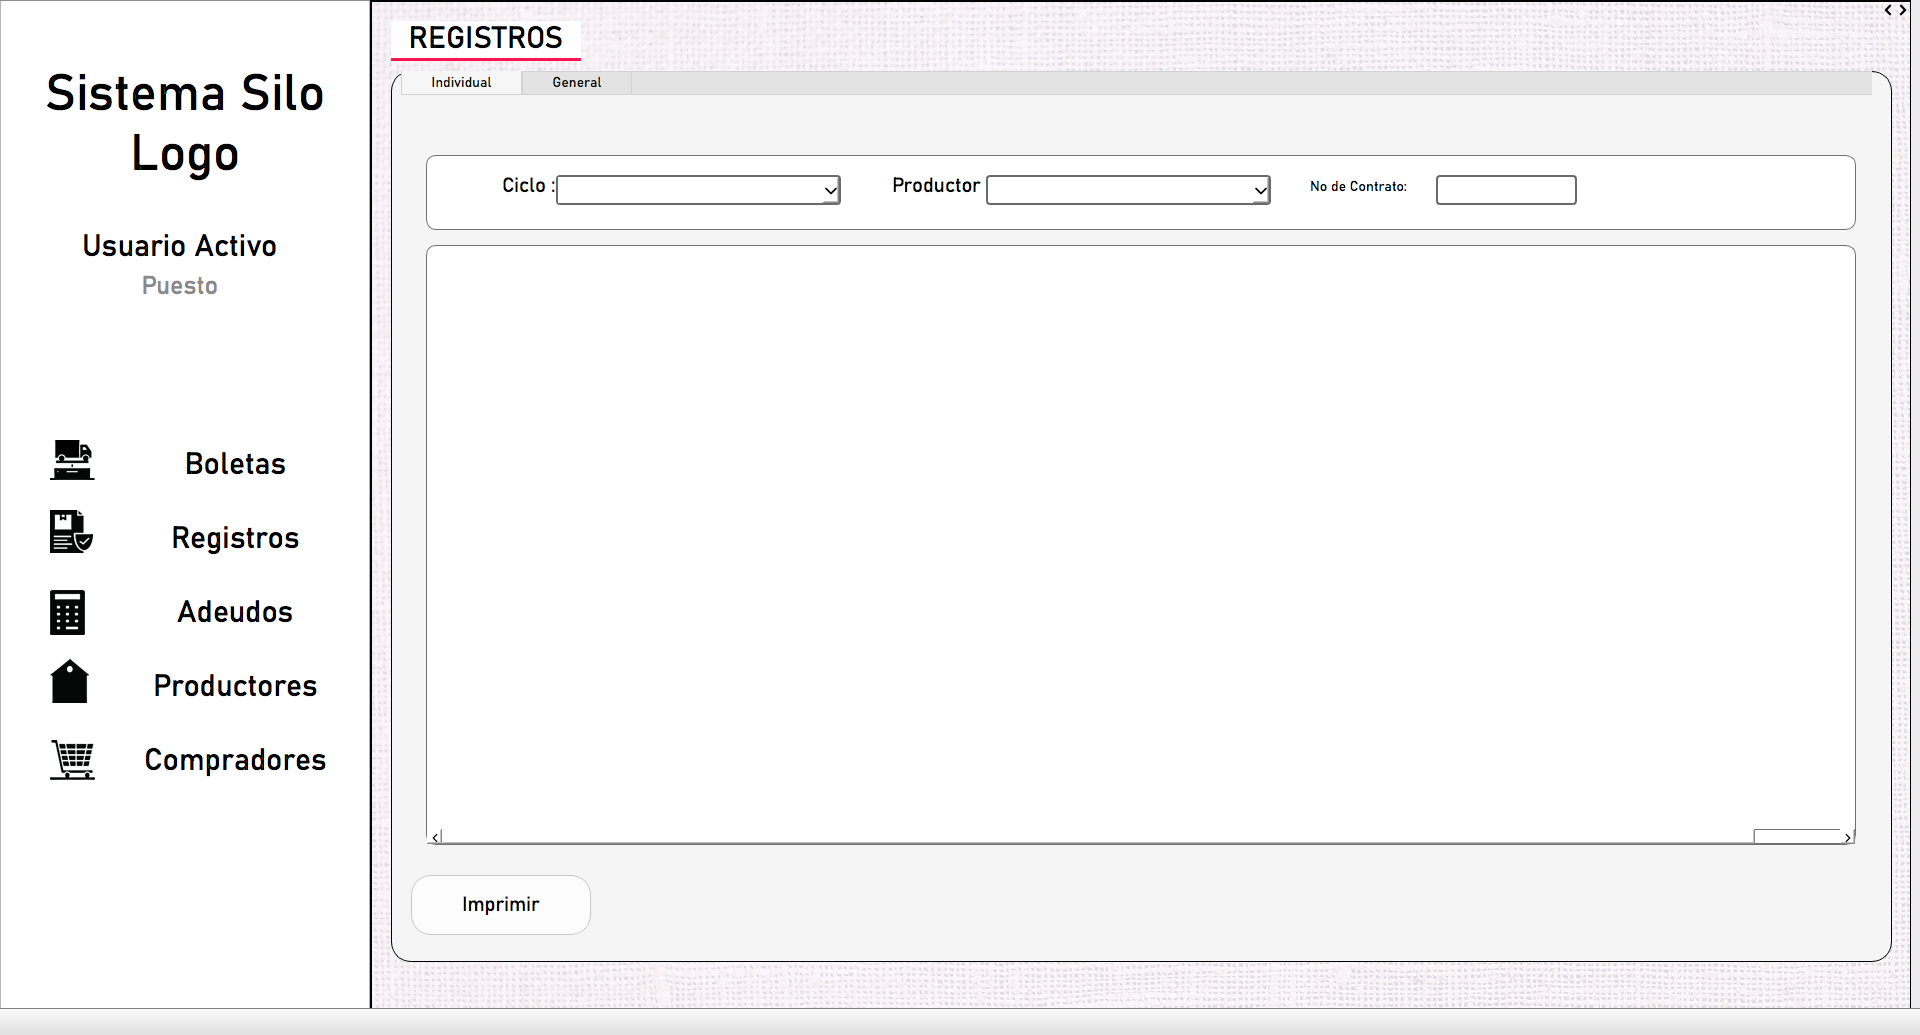 Sistema Silo
Logo
Usuario Activo
Puesto
Boletas
Registros
Adeudos
Productores
Compradores
REGISTROS
Individual General
Ciclo : Productor No de Contrato:
Imprimir